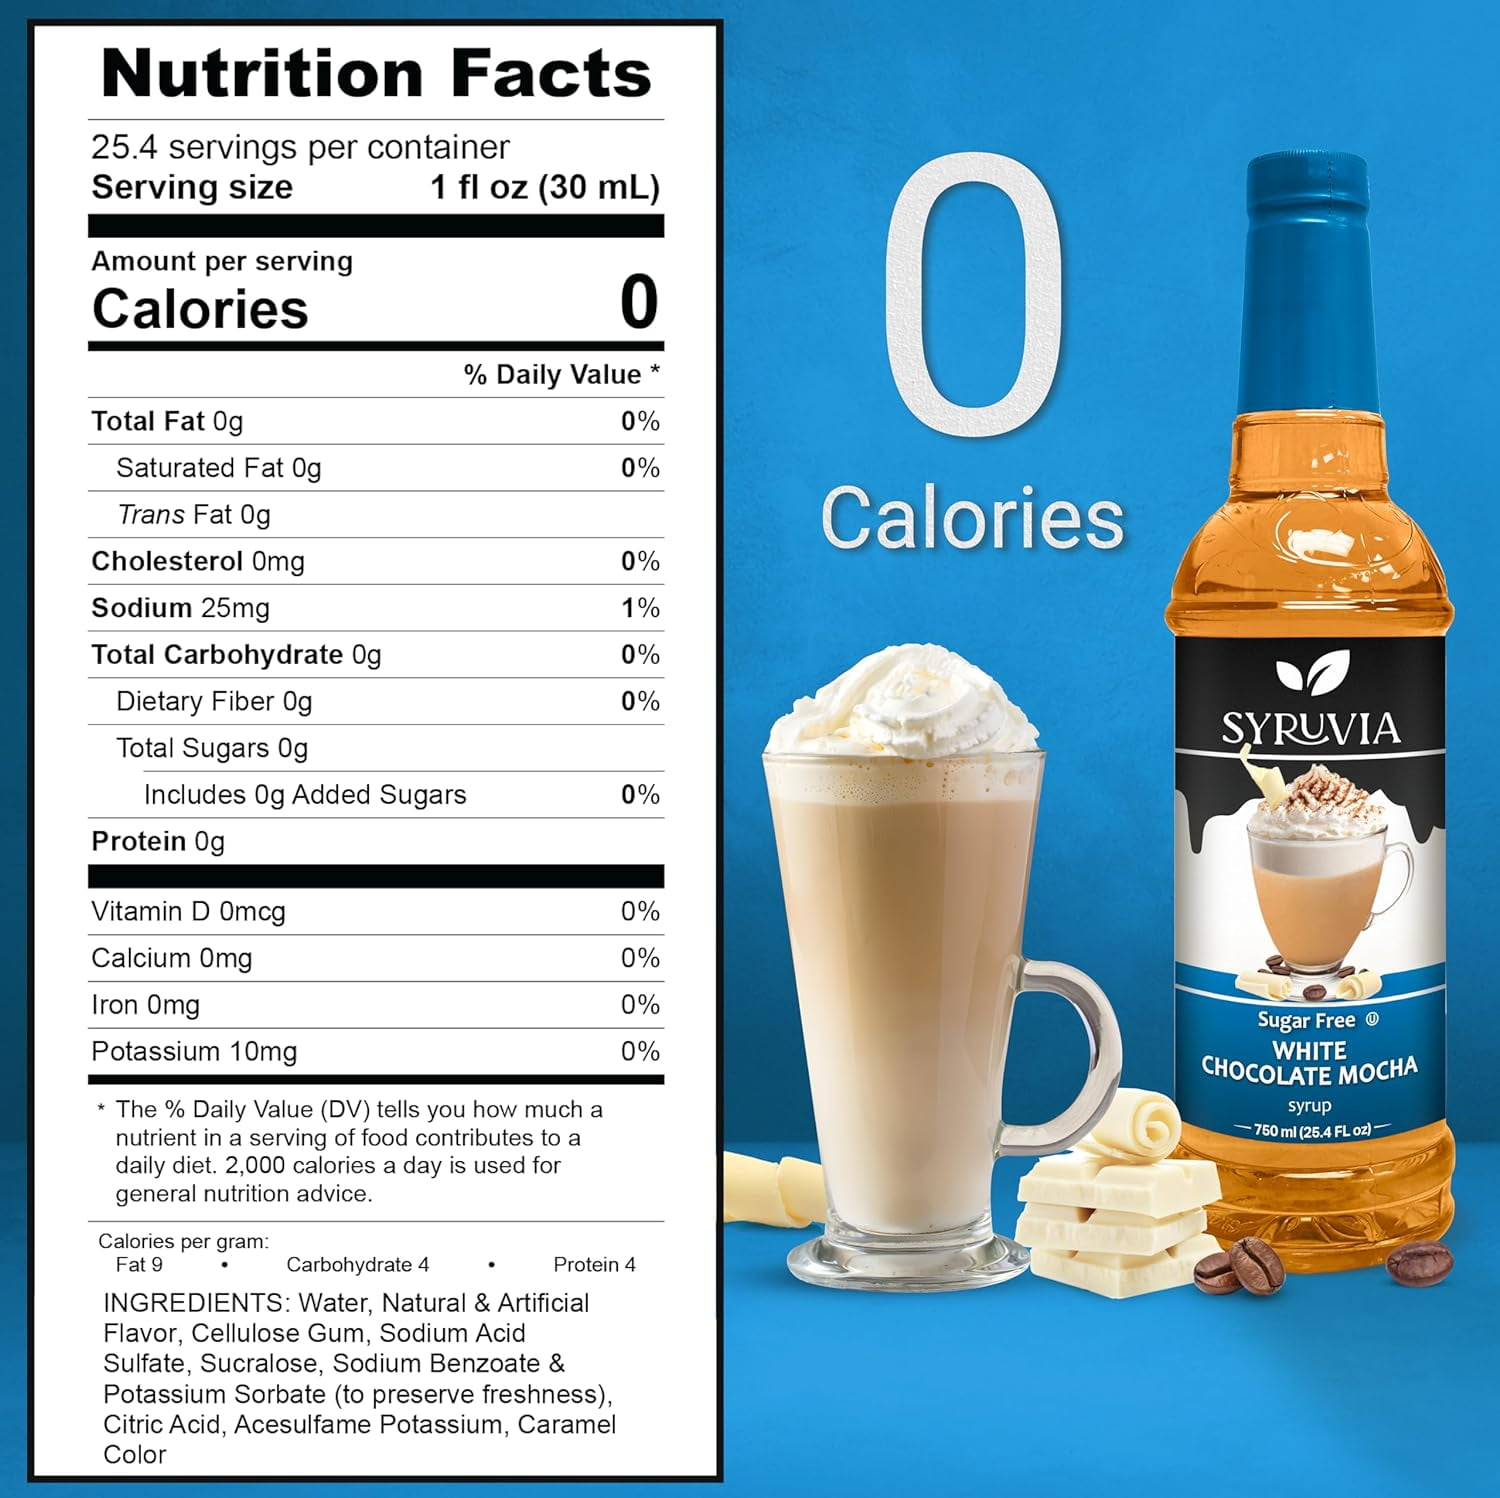 Nutrition Facts
25.4 servings per container
Serving size 1 fl oz (30 mL)
Amount per serving
Calories 0
% Daily Value *
Total Fat 0g 0%
Saturated Fat 0g 0%
Trans Fat 0g
Cholesterol 0mg 0%
Sodium 25mg 1%
Total Carbohydrate 0g 0%
Dietary Fiber 0g 0%
Total Sugars 0g
Includes 0g Added Sugars 0%
Protein 0g
Vitamin D 0mcg 0%
Calcium 0mg 0%
Iron 0mg 0%
Potassium 10mg 0%
* The % Daily Value (DV) tells you how much a
nutrient in a serving of food contributes to a
daily diet. 2,000 calories a day is used for
general nutrition advice.
Calories per gram:
Fat 9 • Carbohydrate 4 • Protein 4
INGREDIENTS: Water, Natural & Artificial
Flavor, Cellulose Gum, Sodium Acid
Sulfate, Sucralose, Sodium Benzoate &
Potassium Sorbate (to preserve freshness),
Citric Acid, Acesulfame Potassium, Caramel
Color
0
Calories
SYRUVIA
Sugar Free Ⓤ
WHITE
CHOCOLATE MOCHA
syrup
750 ml (25.4 FL oz)